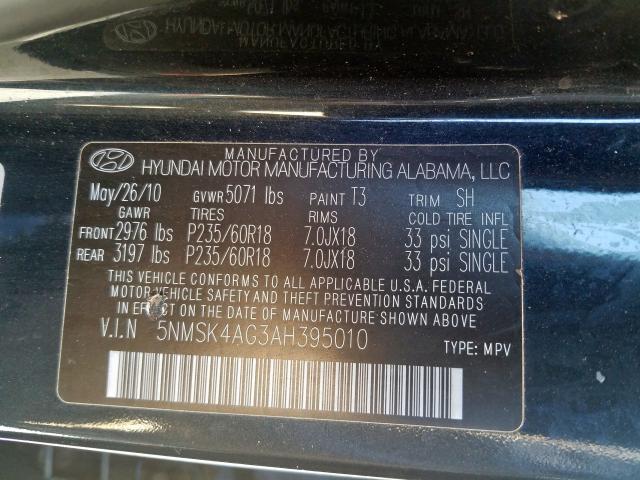 MANUFACTURED BY
HYUNDAI MOTOR MANUFACTURING ALABAMA, LLC
May/26/10 GVWR 5071 lbs PAINT T3 TRIM SH
GAWR TIRES RIMS COLD TIRE INFL
FRONT 2976 lbs P235/60R18 7.0JX18 33 psi SINGLE
REAR 3197 lbs P235/60R18 7.0JX18 33 psi SINGLE
THIS VEHICLE CONFORMS TO ALL APPLICABLE U.S.A. FEDERAL
MOTOR VEHICLE SAFETY AND THEFT PREVENTION STANDARDS
IN EFFECT ON THE DATE OF MANUFACTURE SHOWN ABOVE.
V.I.N 5NMSK4AG3AH395010
TYPE: MPV